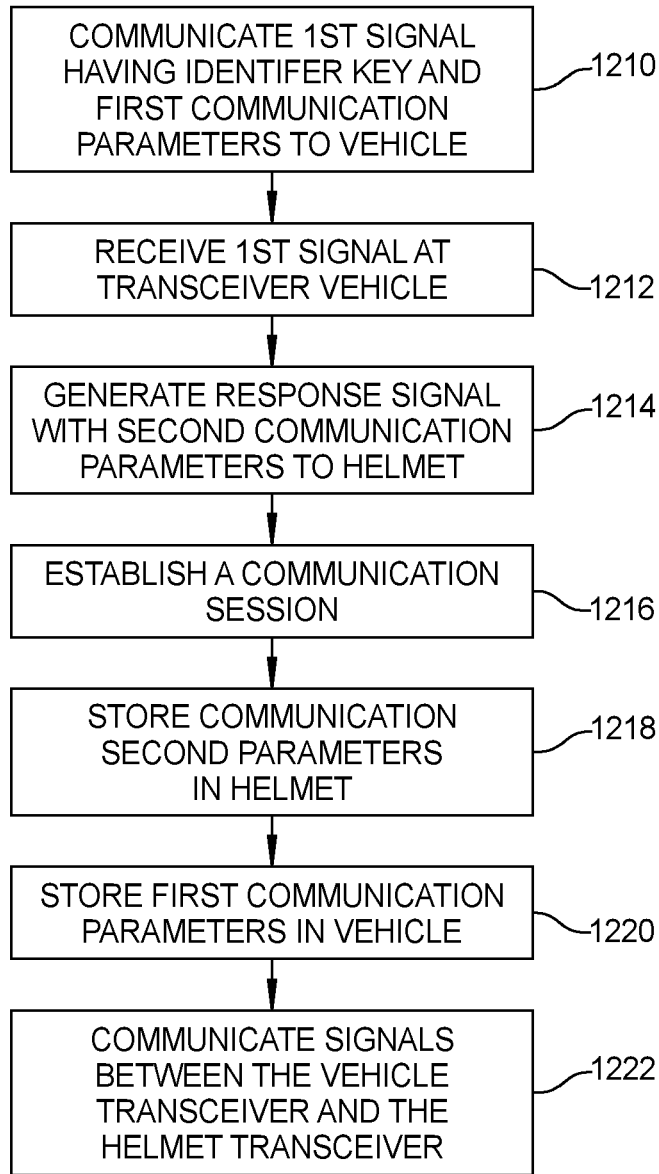 COMMUNICATE 1ST SIGNAL
HAVING IDENTIFER KEY AND
FIRST COMMUNICATION
PARAMETERS TO VEHICLE
1210
RECEIVE 1ST SIGNAL AT
TRANSCEIVER VEHICLE
1212
GENERATE RESPONSE SIGNAL
WITH SECOND COMMUNICATION
PARAMETERS TO HELMET
1214
ESTABLISH A COMMUNICATION
SESSION
1216
STORE COMMUNICATION
SECOND PARAMETERS
IN HELMET
1218
STORE FIRST COMMUNICATION
PARAMETERS IN VEHICLE
1220
COMMUNICATE SIGNALS
BETWEEN THE VEHICLE
TRANSCEIVER AND THE
HELMET TRANSCEIVER
1222